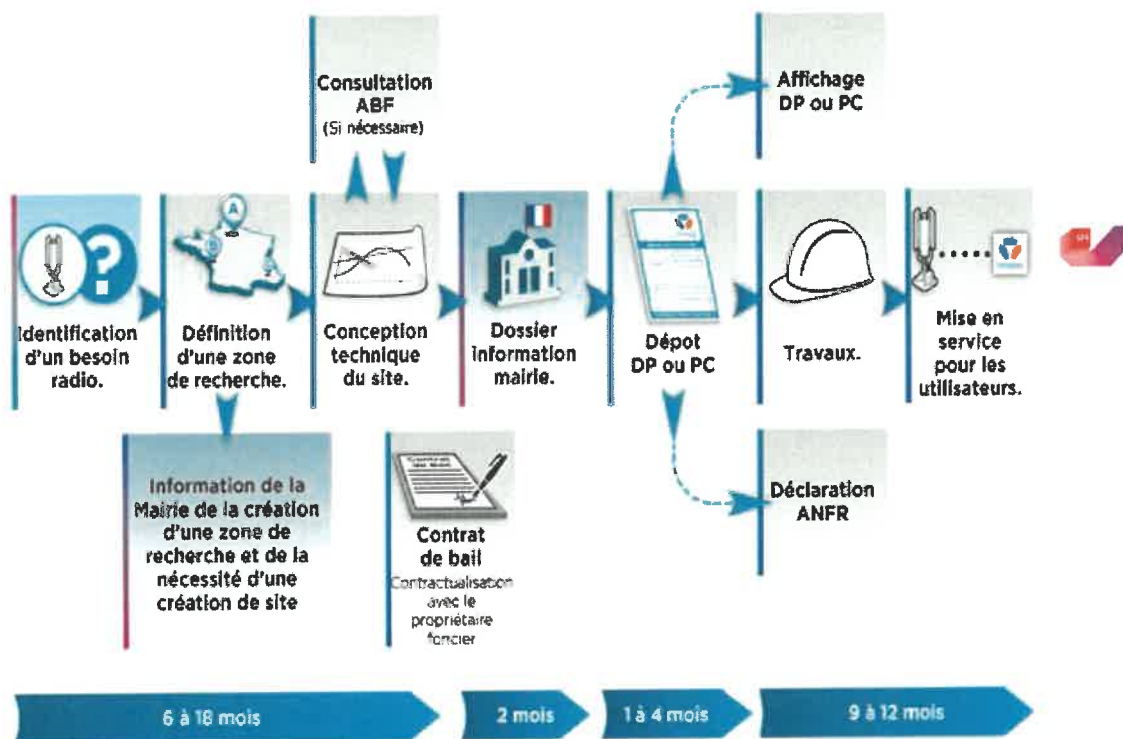 Consultation
ABF
(Si nécessaire)
Affichage
DP ou PC
A
?
Identification
d'un besoin
radio.
Définition
d'une zone
de recherche.
Conception
technique
du site.
Dossier
information
mairie.
Dépot
DP ou PC
Travaux.
Mise en
service
pour les
utilisateurs.
Information de la
Mairie de la création
d'une zone de
recherche et de la
nécessité d'une
création de site
Contrat
de bail
Contrat
de bail
Contractualisation
avec le
propriétaire
foncier
Déclaration
ANFR
6 à 18 mois
2 mois
1 à 4 mois
9 à 12 mois